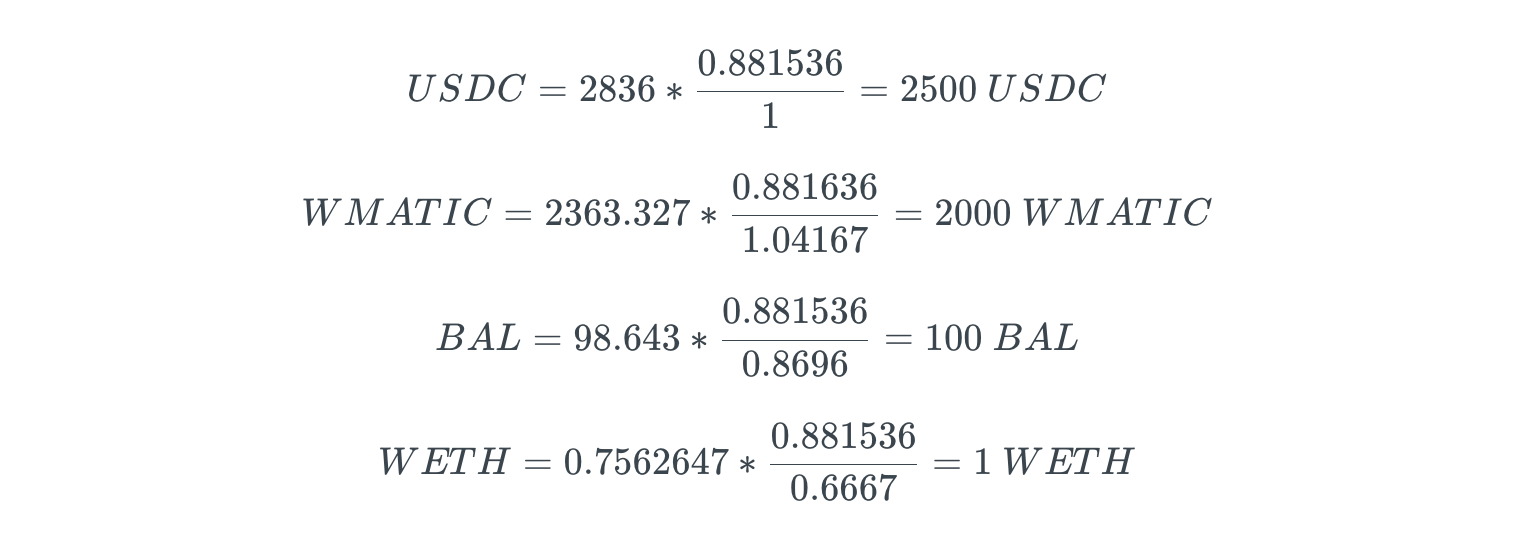 USDC = 2836 * 0.881536 / 1 = 2500 USDC
WMATIC = 2363.327 * 0.881636 / 1.04167 = 2000 WMATIC
BAL = 98.643 * 0.881536 / 0.8696 = 100 BAL
WETH = 0.7562647 * 0.881536 / 0.6667 = 1 WETH